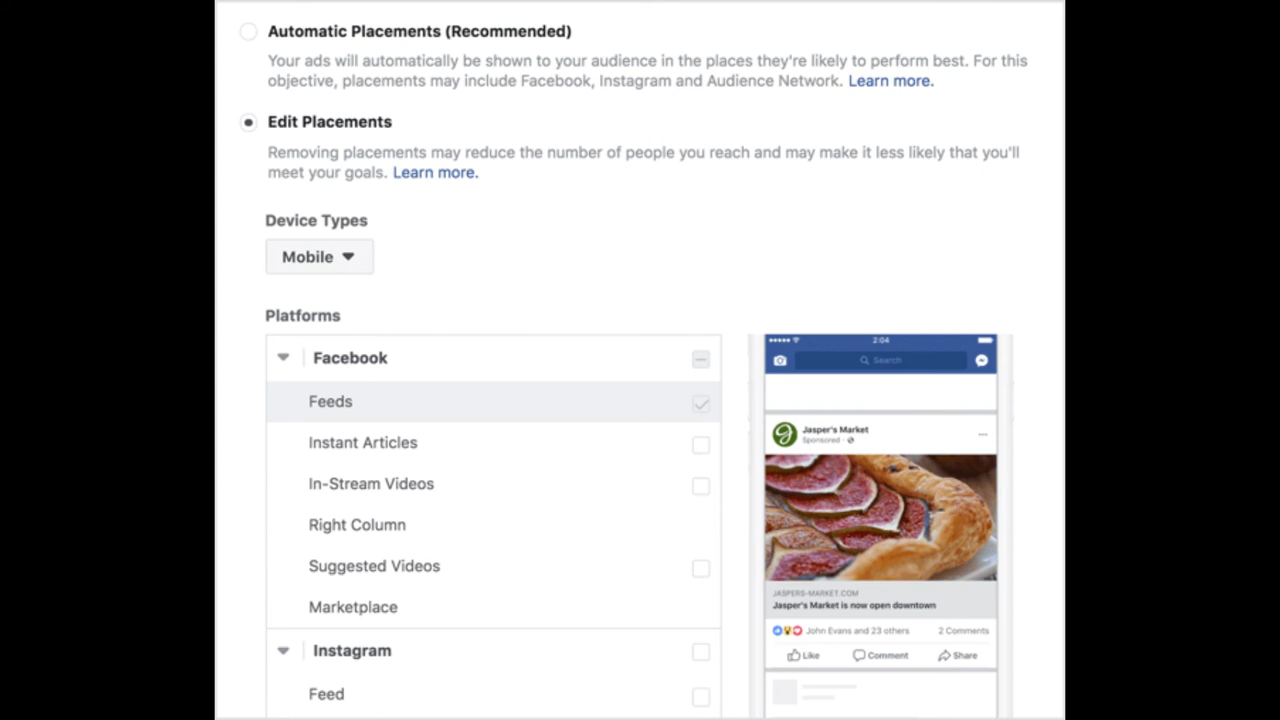 Automatic Placements (Recommended)
Your ads will automatically be shown to your audience in the places they're likely to perform best. For this
objective, placements may include Facebook, Instagram and Audience Network. Learn more.
Edit Placements
Removing placements may reduce the number of people you reach and may make it less likely that you'll
meet your goals. Learn more.
Device Types
Mobile
Platforms
Facebook
Feeds
Instant Articles
In-Stream Videos
Right Column
Suggested Videos
Marketplace
Instagram
Feed
2:04
Search
Jasper's Market
Sponsored ·
JASPERS-MARKET.COM
Jasper's Market is now open downtown
John Evans and 23 others 2 Comments
Like Comment Share